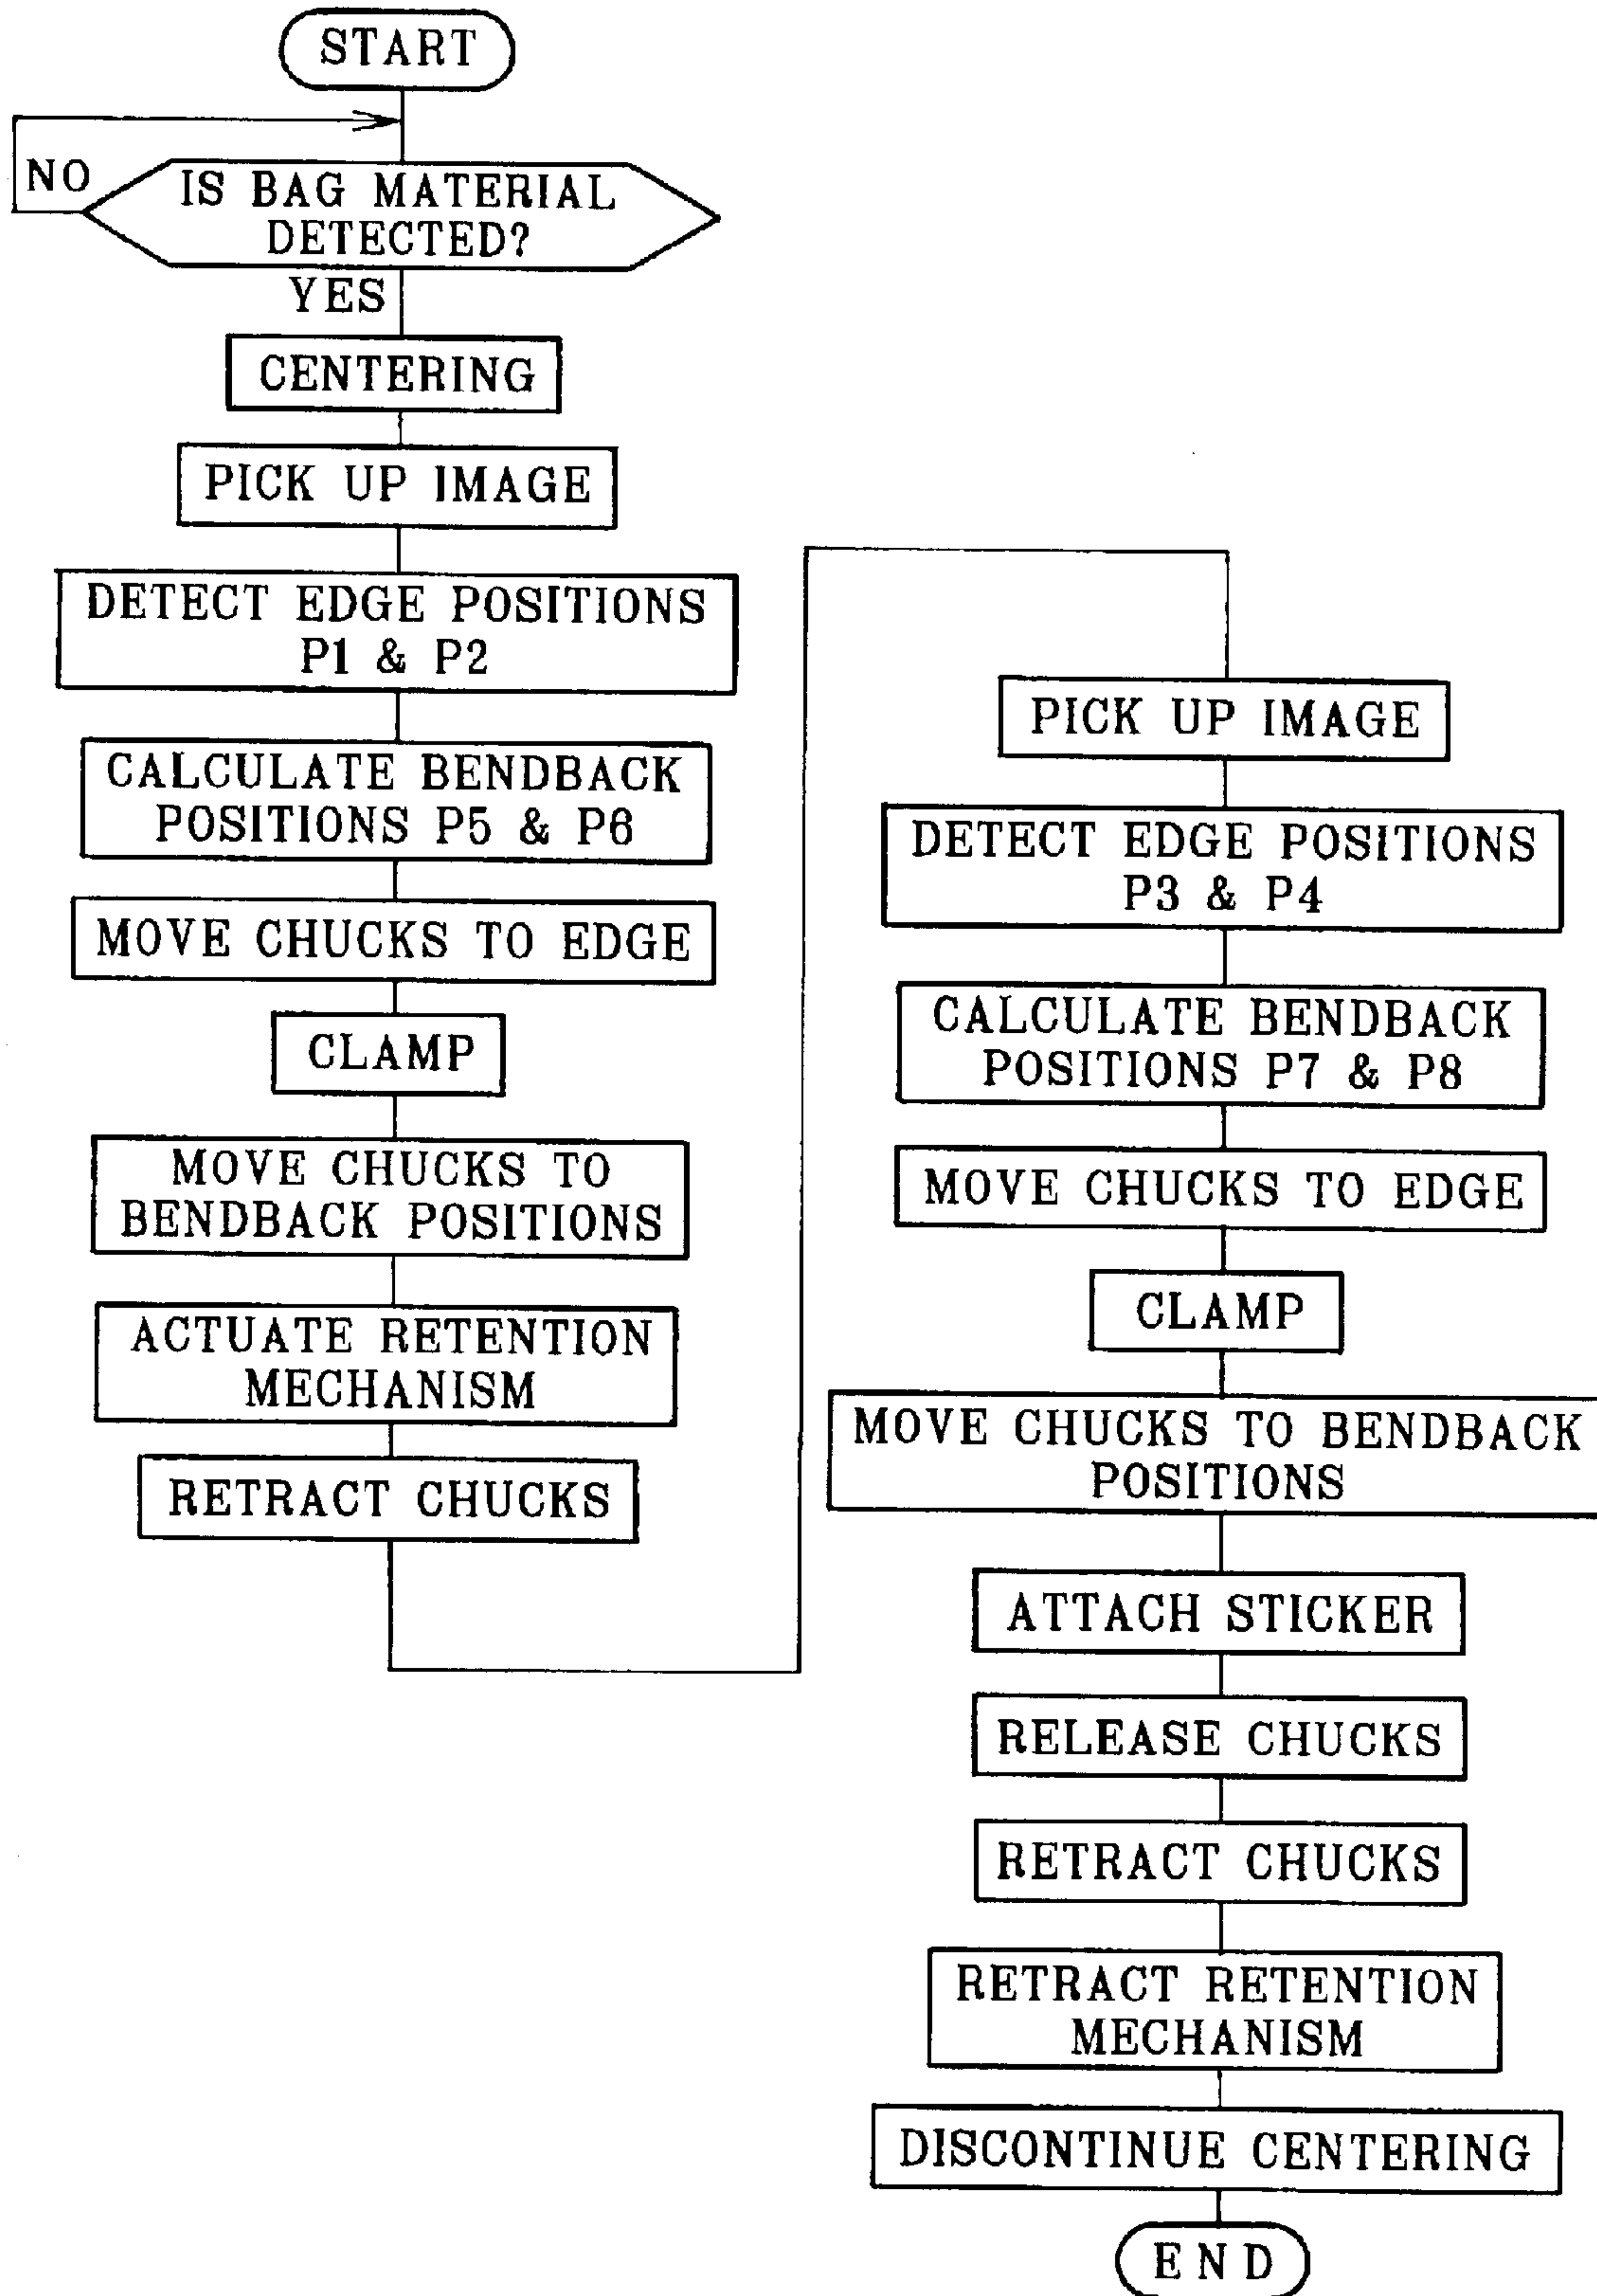 START
NO
IS BAG MATERIAL
DETECTED?
YES
CENTERING
PICK UP IMAGE
DETECT EDGE POSITIONS
P1 & P2
CALCULATE BENDBACK
POSITIONS P5 & P6
MOVE CHUCKS TO EDGE
CLAMP
MOVE CHUCKS TO
BENDBACK POSITIONS
ACTUATE RETENTION
MECHANISM
RETRACT CHUCKS
PICK UP IMAGE
DETECT EDGE POSITIONS
P3 & P4
CALCULATE BENDBACK
POSITIONS P7 & P8
MOVE CHUCKS TO EDGE
CLAMP
MOVE CHUCKS TO BENDBACK
POSITIONS
ATTACH STICKER
RELEASE CHUCKS
RETRACT CHUCKS
RETRACT RETENTION
MECHANISM
DISCONTINUE CENTERING
END